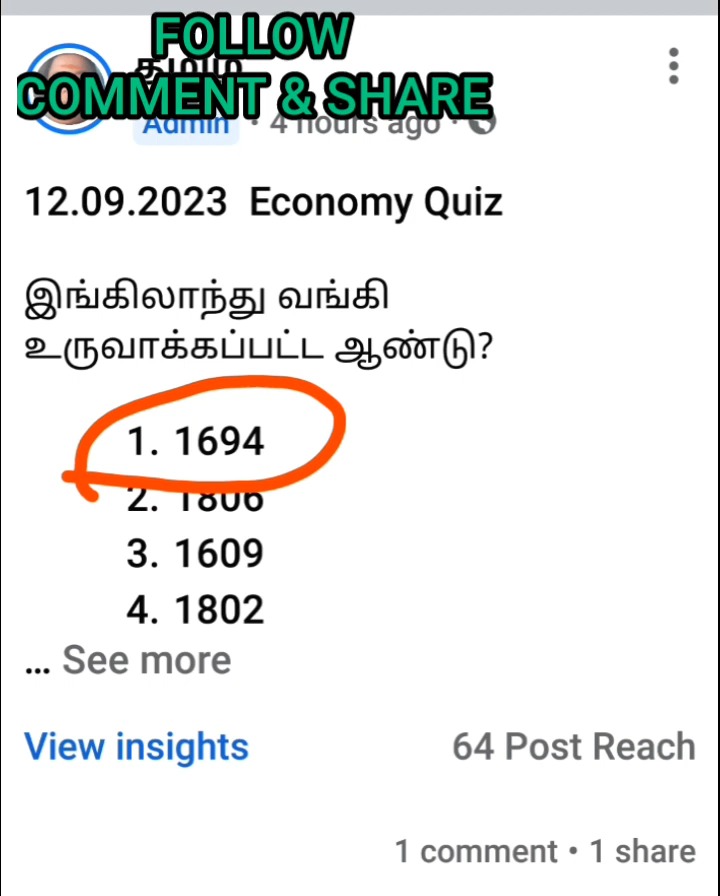 FOLLOW
தமிழ்
COMMENT & SHARE
Admin · 4 hours ago ·
12.09.2023 Economy Quiz
இங்கிலாந்து வங்கி
உருவாக்கப்பட்ட ஆண்டு?
1. 1694
2. 1806
3. 1609
4. 1802
... See more
View insights
64 Post Reach
1 comment • 1 share